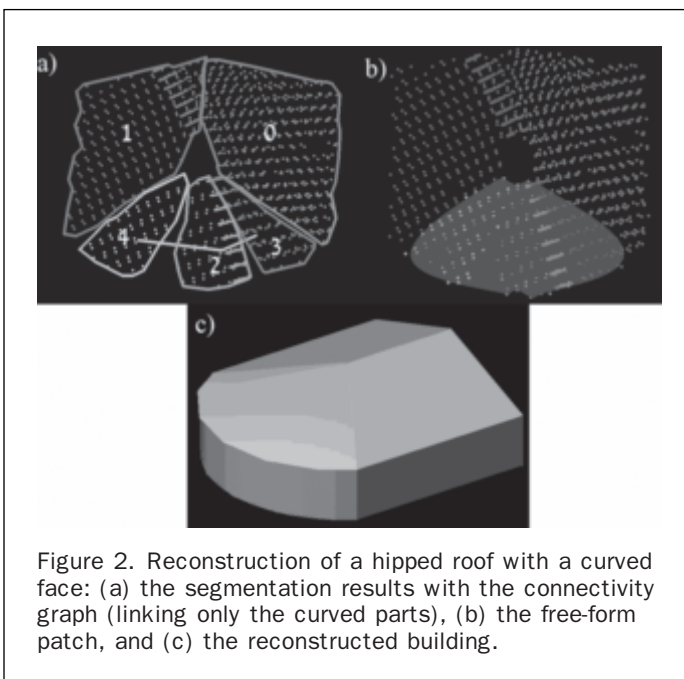 a)
b)
1
0
4
2
3
c)
Figure 2. Reconstruction of a hipped roof with a curved
face: (a) the segmentation results with the connectivity
graph (linking only the curved parts), (b) the free-form
patch, and (c) the reconstructed building.